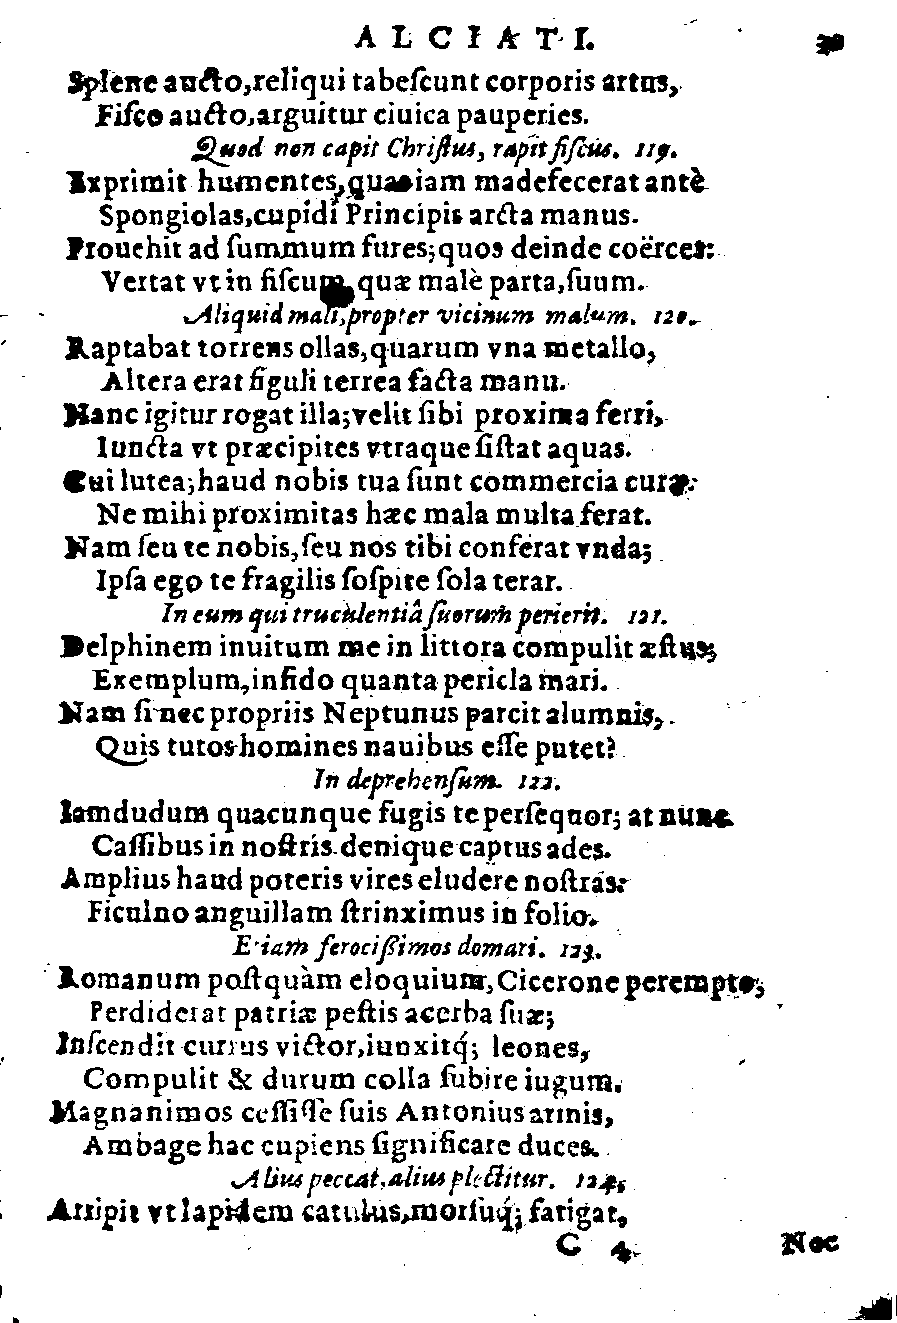 ALCIATI.
Splene aucto, reliqui tabeſcunt corporis artus,
Fiſco aucto, arguitur ciuica pauperies.
Quod non capit Chriſtus, rapit fiſcus. 119.
Exprimit humentes, quas iam madefecerat antè
Spongiolas, cupidi Principis arcta manus.
Prouehit ad ſummum fures; quos deinde coërcet:
Vertat vt in fiſcum, quæ malè parta, ſuum.
Aliquid mali, propter vicinum malum. 120.
Raptabat torrens ollas, quarum vna metallo,
Altera erat figuli terrea facta manu.
Hanc igitur rogat illa; velit ſibi proxima ferri,
Iuncta vt præcipites vtraque ſiſtat aquas.
Cui lutea; haud nobis tua ſunt commercia curæ:
Ne mihi proximitas hæc mala multa ferat.
Nam ſeu te nobis, ſeu nos tibi conferat vnda;
Ipſa ego te fragilis ſoſpite ſola terar.
In eum qui truculentiâ ſuorum perierit. 121.
Delphinem inuitum me in littora compulit æſtus;
Exemplum, infido quanta pericla mari.
Nam ſi nec propriis Neptunus parcit alumnis,
Quis tutos homines nauibus eſſe putet?
In deprehenſum. 122.
Iamdudum quacunque fugis te perſequor; at nunc
Caſſibus in noſtris denique captus ades.
Amplius haud poteris vires eludere noſtras:
Ficulno anguillam ſtrinximus in folio.
Etiam ferocißimos domari. 123.
Romanum poſtquàm eloquium, Cicerone perempto;
Perdiderat patriæ peſtis acerba ſuæ;
Inſcendit currus victor, iunxitq́; leones,
Compulit & durum colla ſubire iugum.
Magnanimos ceſſiſſe ſuis Antonius armis,
Ambage hac cupiens ſignificare duces.
Alius peccat, alius plectitur. 124.
Arripit vt lapidem catulus, morſuq́; fatigat,
C 4 Nec